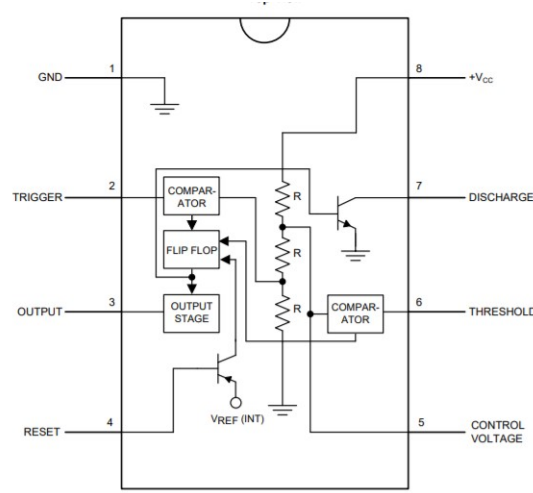 1
GND
8
+VCC
2
TRIGGER
COMPAR-
ATOR
R
7
DISCHARGE
FLIP FLOP
R
3
OUTPUT
OUTPUT
STAGE
R
COMPAR-
ATOR
6
THRESHOLD
4
RESET
VREF (INT)
5
CONTROL
VOLTAGE